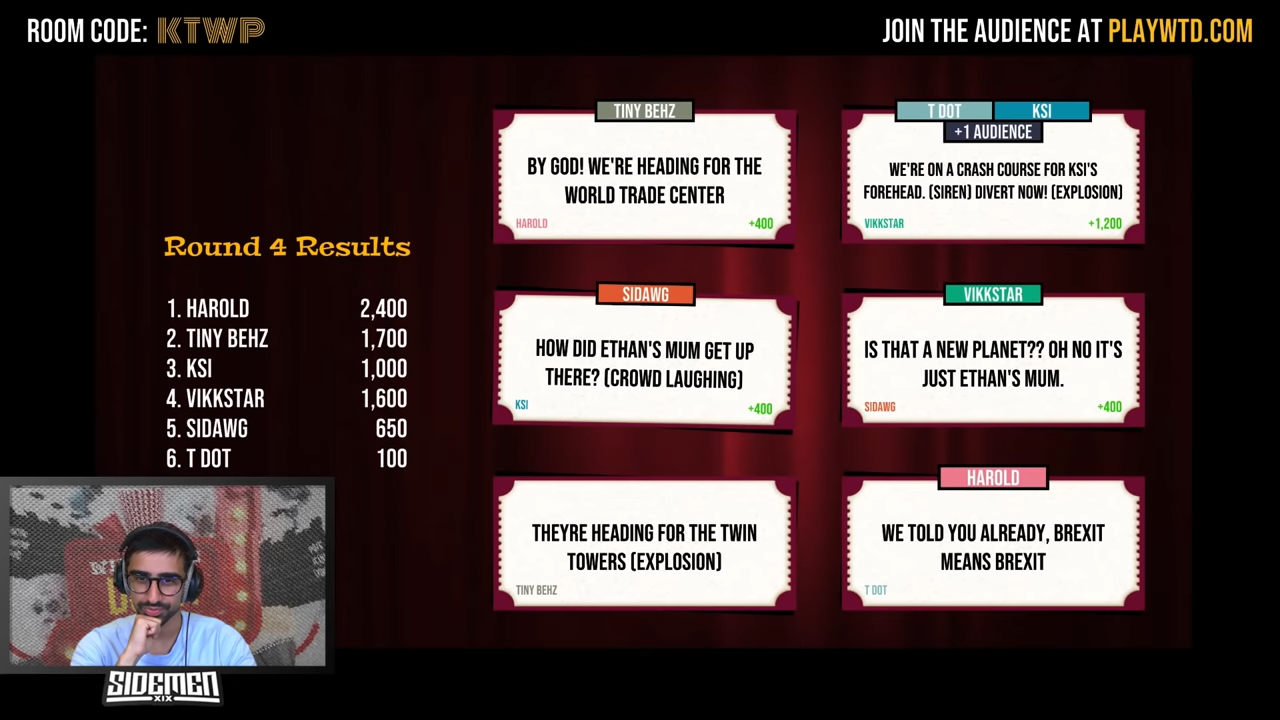 ROOM CODE: KTWP
JOIN THE AUDIENCE AT PLAYWTD.COM
Round 4 Results
1. HAROLD 2,400
2. TINY BEHZ 1,700
3. KSI 1,000
4. VIKKSTAR 1,600
5. SIDAWG 650
6. T DOT 100
TINY BEHZ
BY GOD! WE'RE HEADING FOR THE
WORLD TRADE CENTER
HAROLD +400
T DOT KSI
+1 AUDIENCE
WE'RE ON A CRASH COURSE FOR KSI'S
FOREHEAD. (SIREN) DIVERT NOW! (EXPLOSION)
VIKKSTAR +1,200
SIDAWG
HOW DID ETHAN'S MUM GET UP
THERE? (CROWD LAUGHING)
KSI +400
VIKKSTAR
IS THAT A NEW PLANET?? OH NO IT'S
JUST ETHAN'S MUM.
SIDAWG +400
THEYRE HEADING FOR THE TWIN
TOWERS (EXPLOSION)
TINY BEHZ
HAROLD
WE TOLD YOU ALREADY, BREXIT
MEANS BREXIT
T DOT
SIDEMEN
XIX